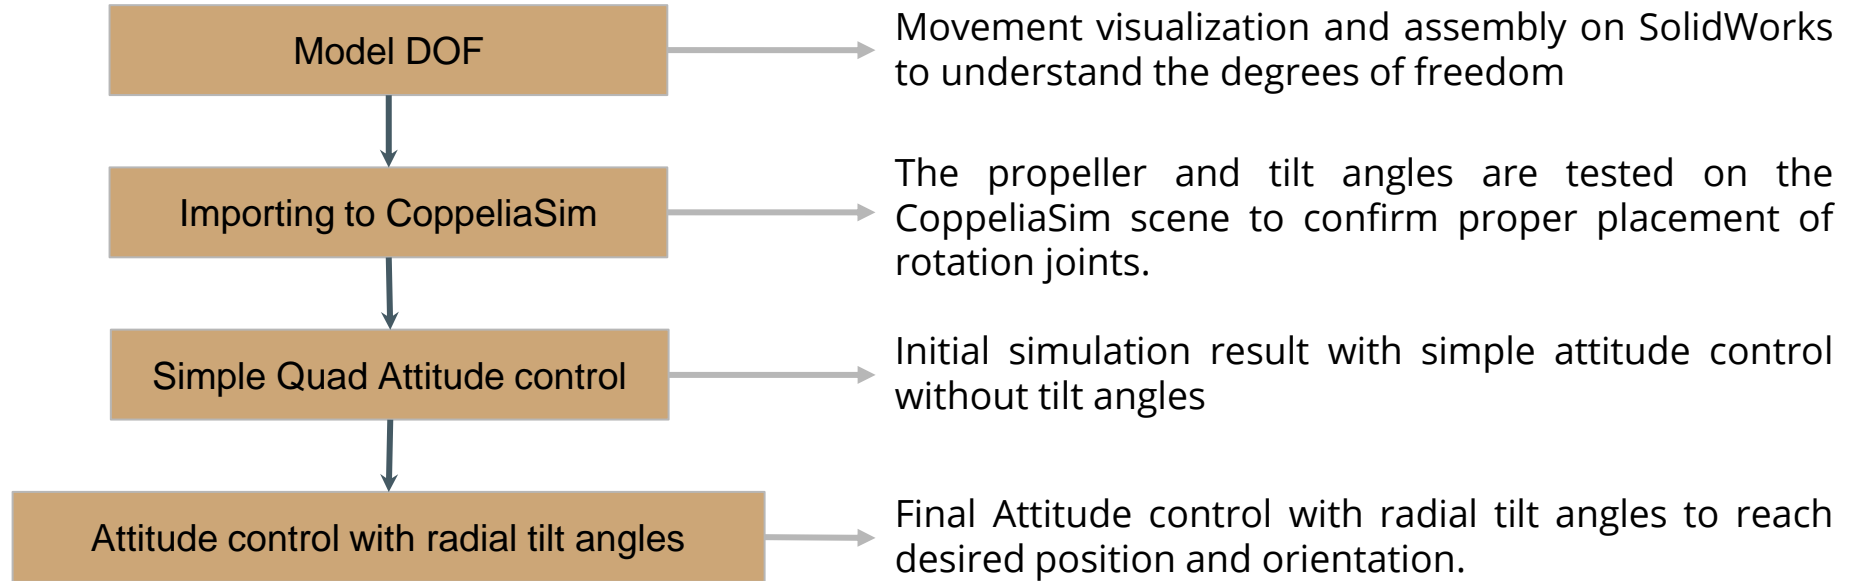 Model DOF
Movement visualization and assembly on SolidWorks
to understand the degrees of freedom
Importing to CoppeliaSim
The propeller and tilt angles are tested on the
CoppeliaSim scene to confirm proper placement of
rotation joints.
Simple Quad Attitude control
Initial simulation result with simple attitude control
without tilt angles
Attitude control with radial tilt angles
Final Attitude control with radial tilt angles to reach
desired position and orientation.